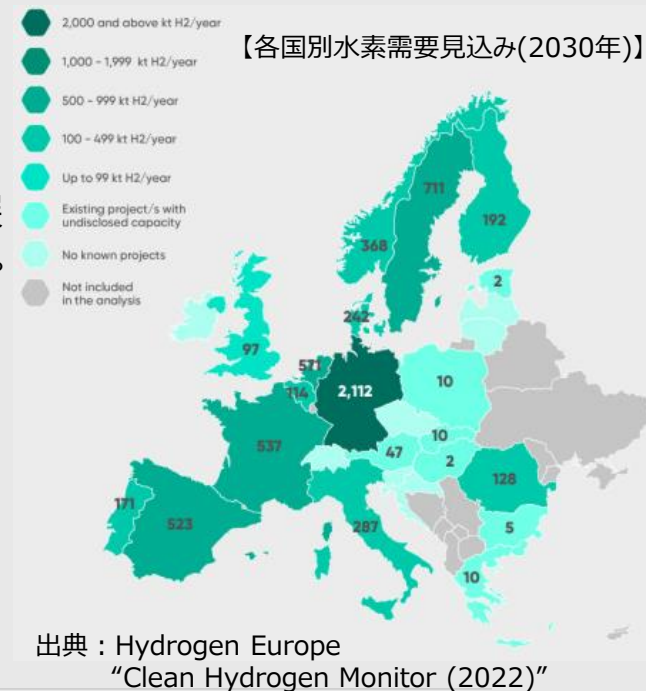 2,000 and above kt H2/year
【各国別水素需要見込み(2030年)】
1,000 - 1,999 kt H2/year
500 - 999 kt H2/year
100 - 499 kt H2/year
Up to 99 kt H2/year
Existing project/s with
undisclosed capacity
No known projects
Not included
in the analysis
711
192
368
2
242
97
571
114
2,112
10
10
47
2
537
128
171
523
287
5
10
出典：Hydrogen Europe
“Clean Hydrogen Monitor (2022)”